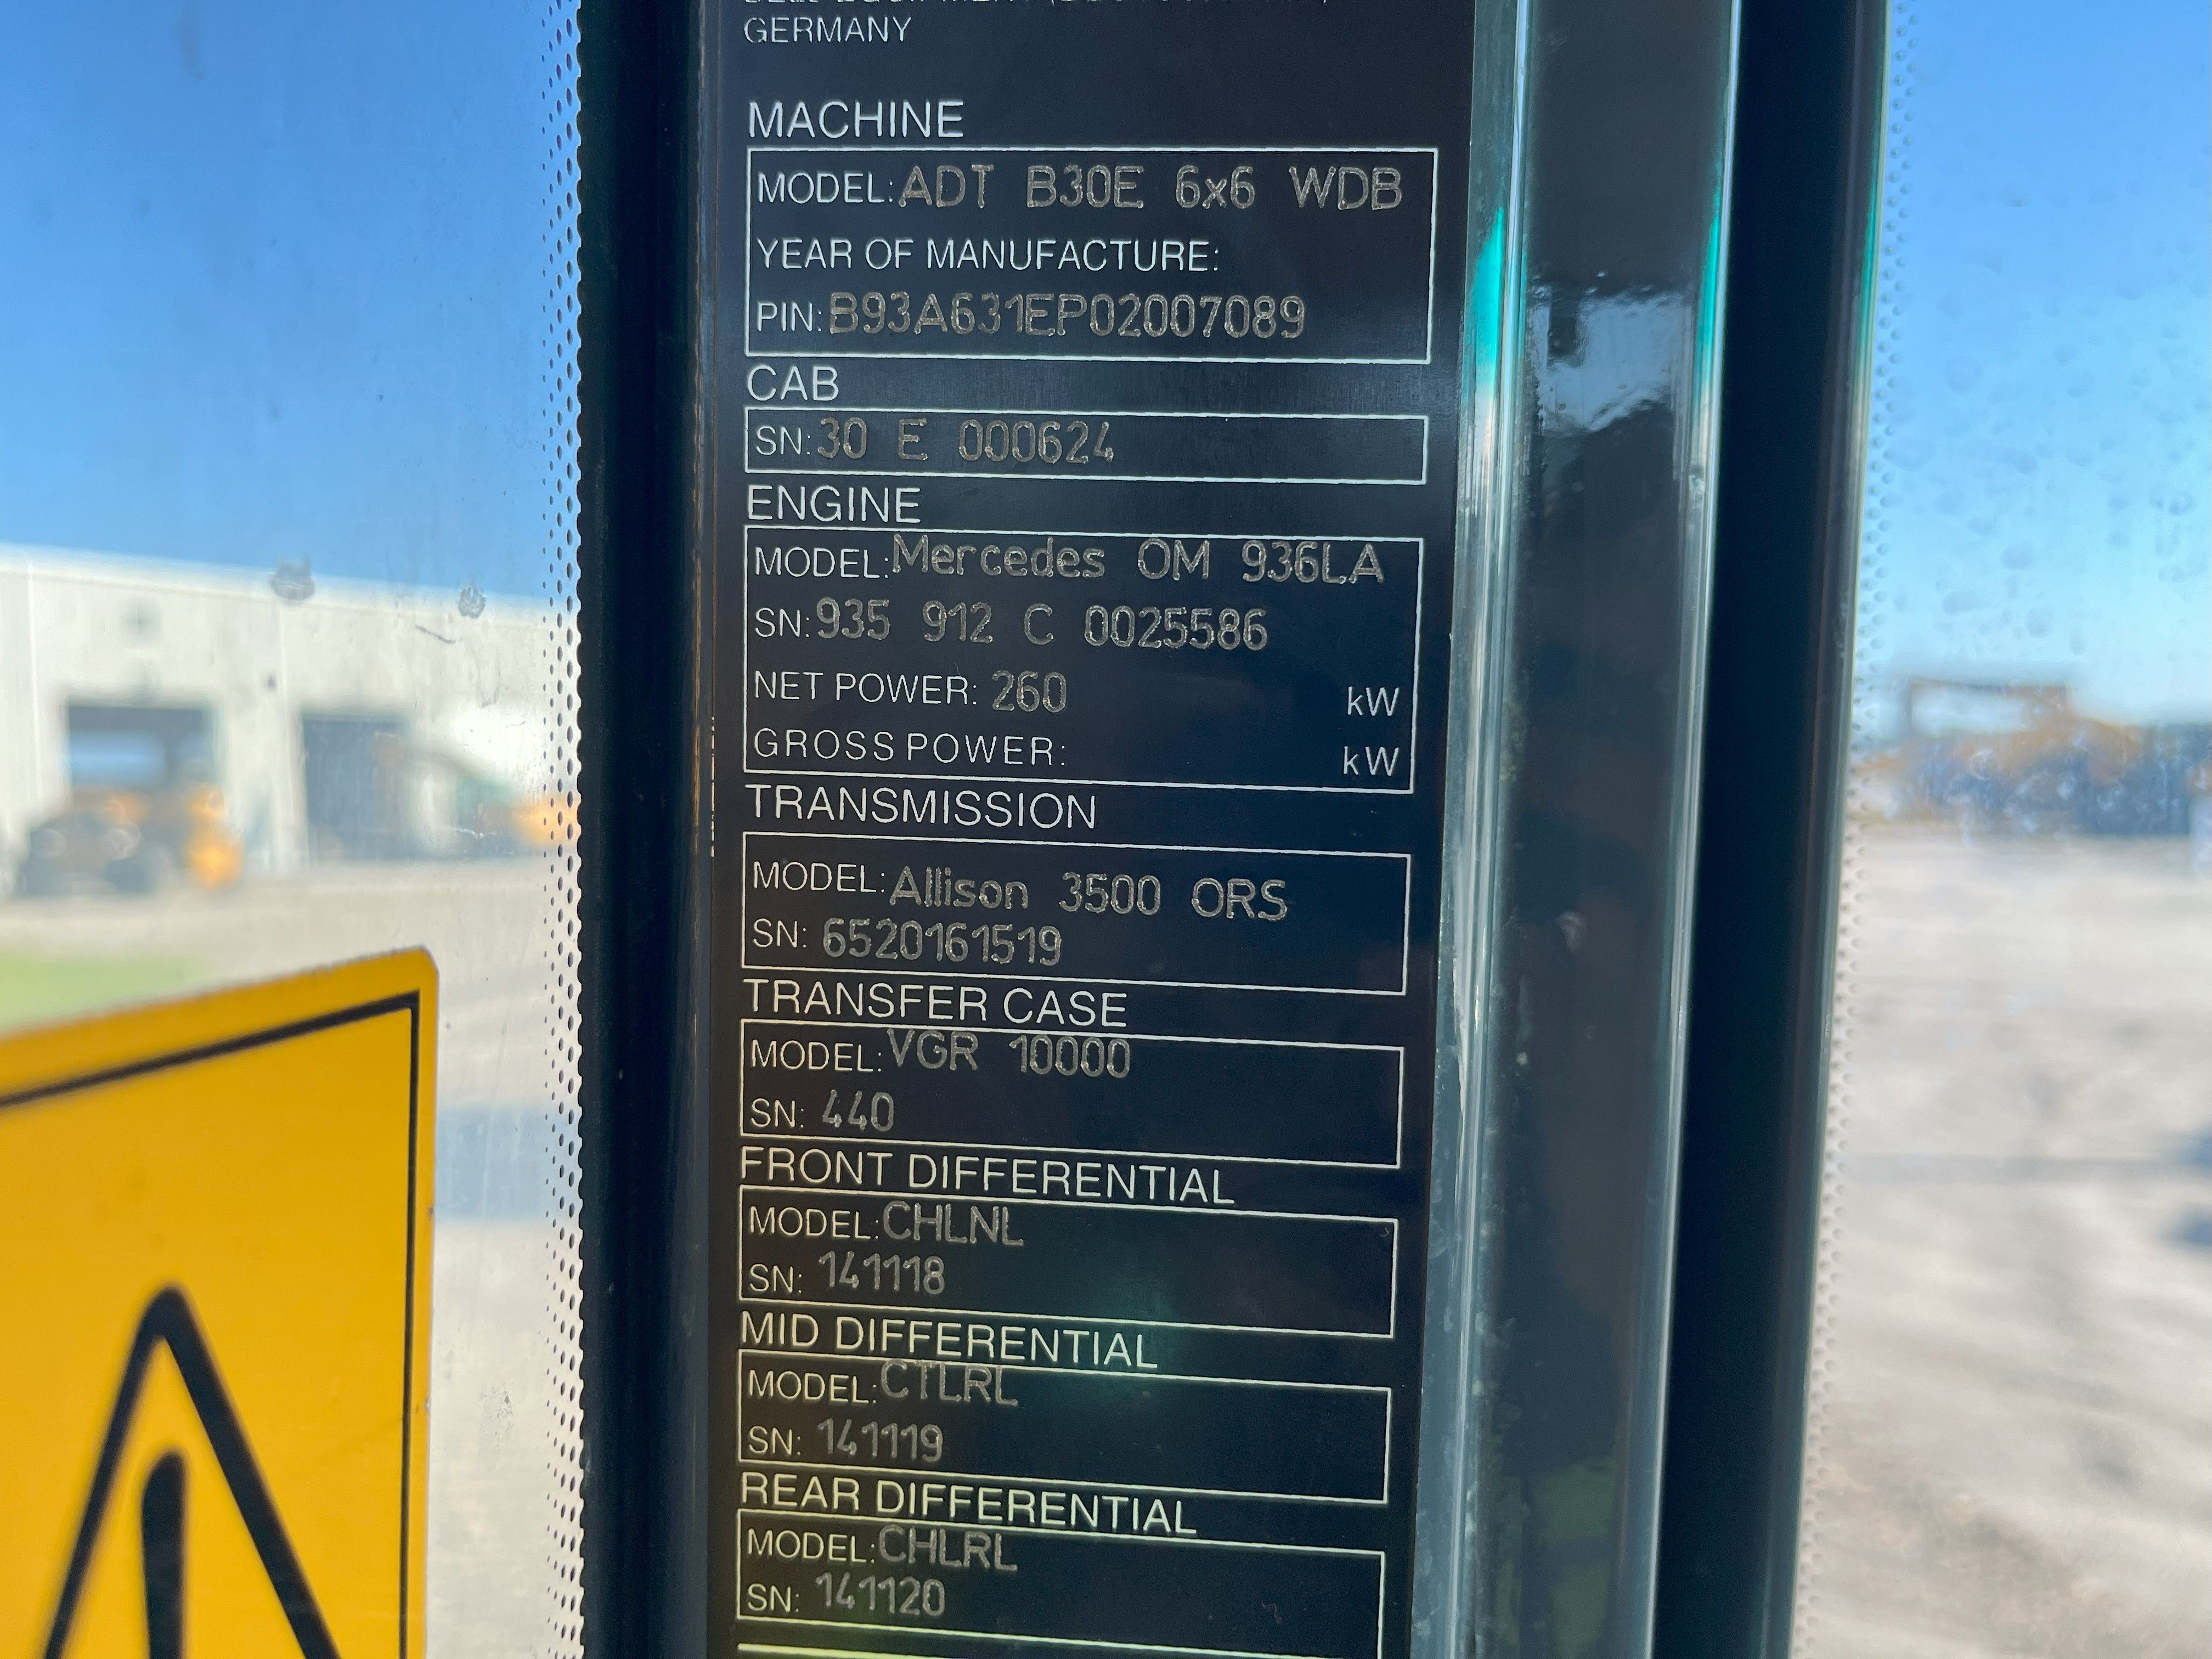 GERMANY
MACHINE
MODEL: ADT B30E 6x6 WDB
YEAR OF MANUFACTURE:
PIN: B93A631EP02007089
CAB
SN: 30 E 000624
ENGINE
MODEL: Mercedes OM 936LA
SN: 935 912 C 0025586
NET POWER: 260 kW
GROSS POWER: kW
TRANSMISSION
MODEL: Allison 3500 ORS
SN: 6520161519
TRANSFER CASE
MODEL: VGR 10000
SN: 440
FRONT DIFFERENTIAL
MODEL: CHLNL
SN: 141118
MID DIFFERENTIAL
MODEL: CTLRL
SN: 141119
REAR DIFFERENTIAL
MODEL: CHLRL
SN: 141120